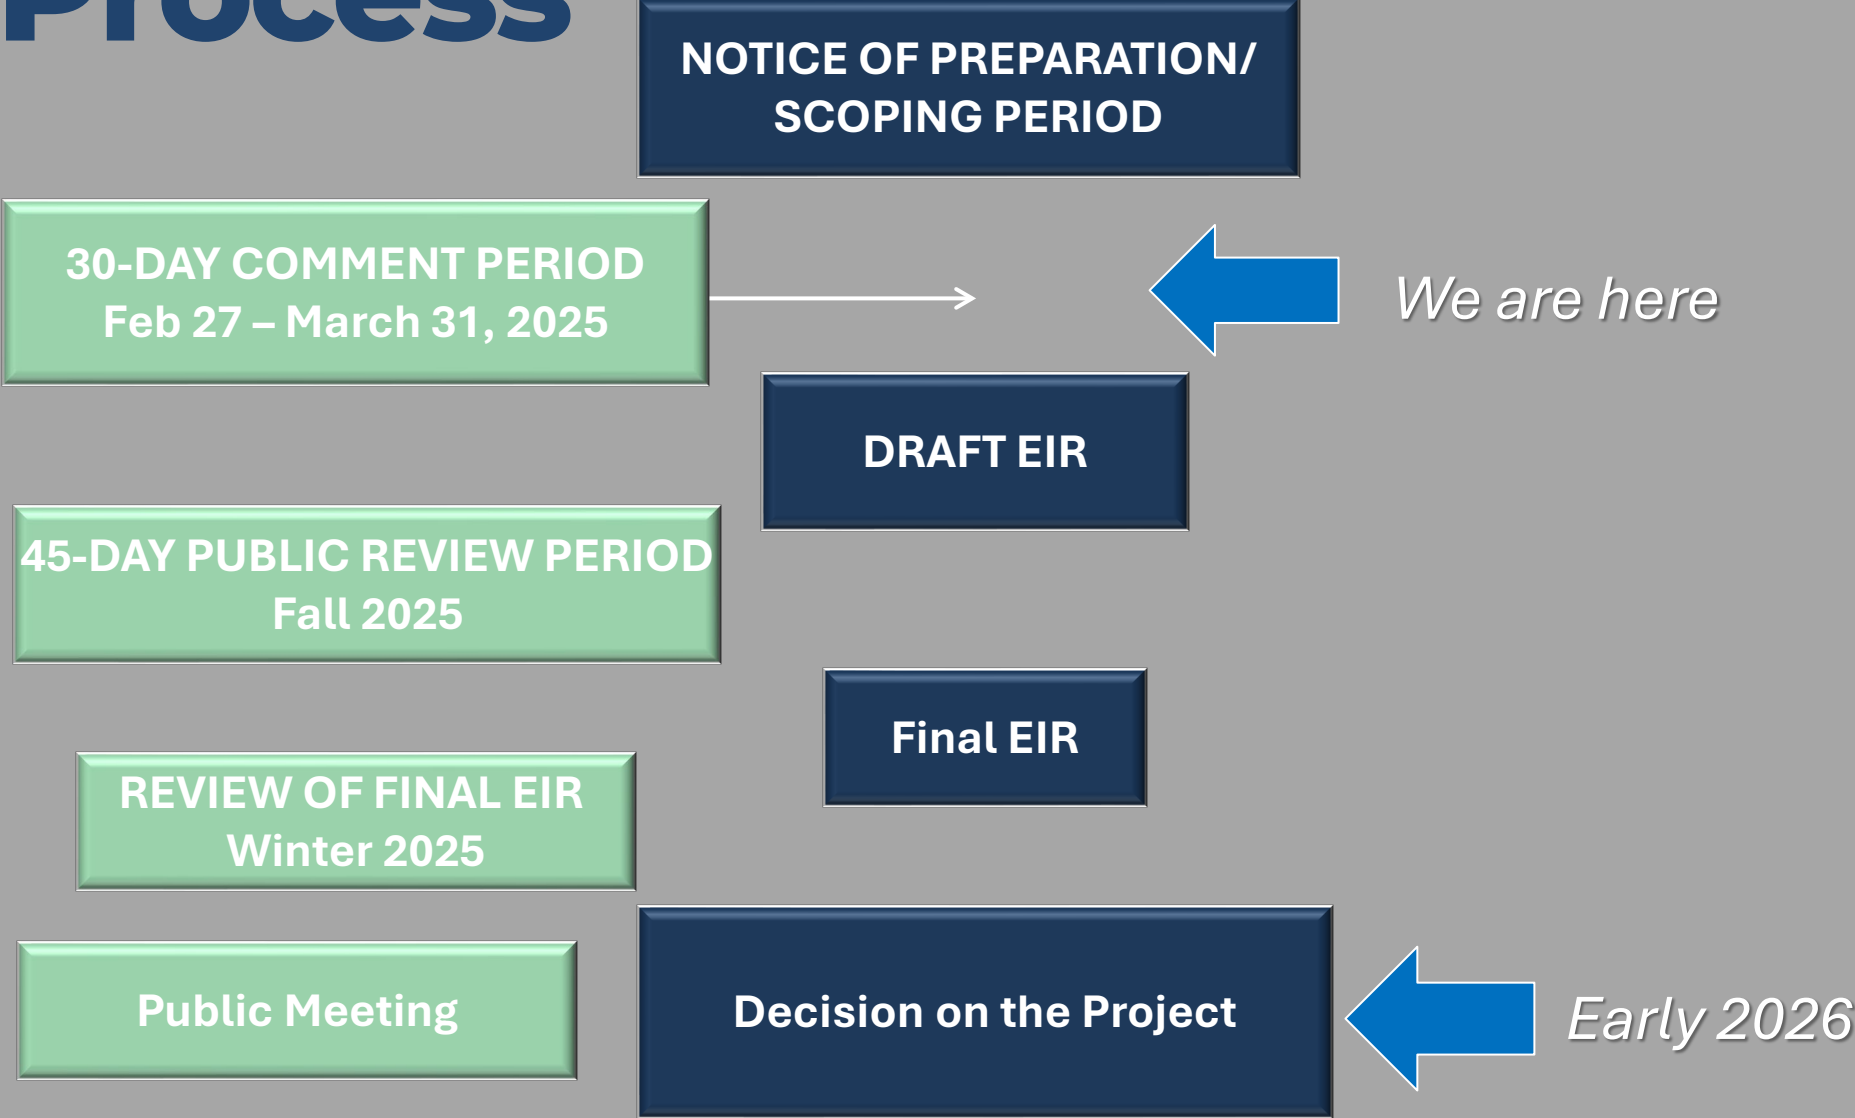 Process
NOTICE OF PREPARATION/
SCOPING PERIOD
30-DAY COMMENT PERIOD
Feb 27 – March 31, 2025
We are here
DRAFT EIR
45-DAY PUBLIC REVIEW PERIOD
Fall 2025
Final EIR
REVIEW OF FINAL EIR
Winter 2025
Public Meeting
Decision on the Project
Early 2026